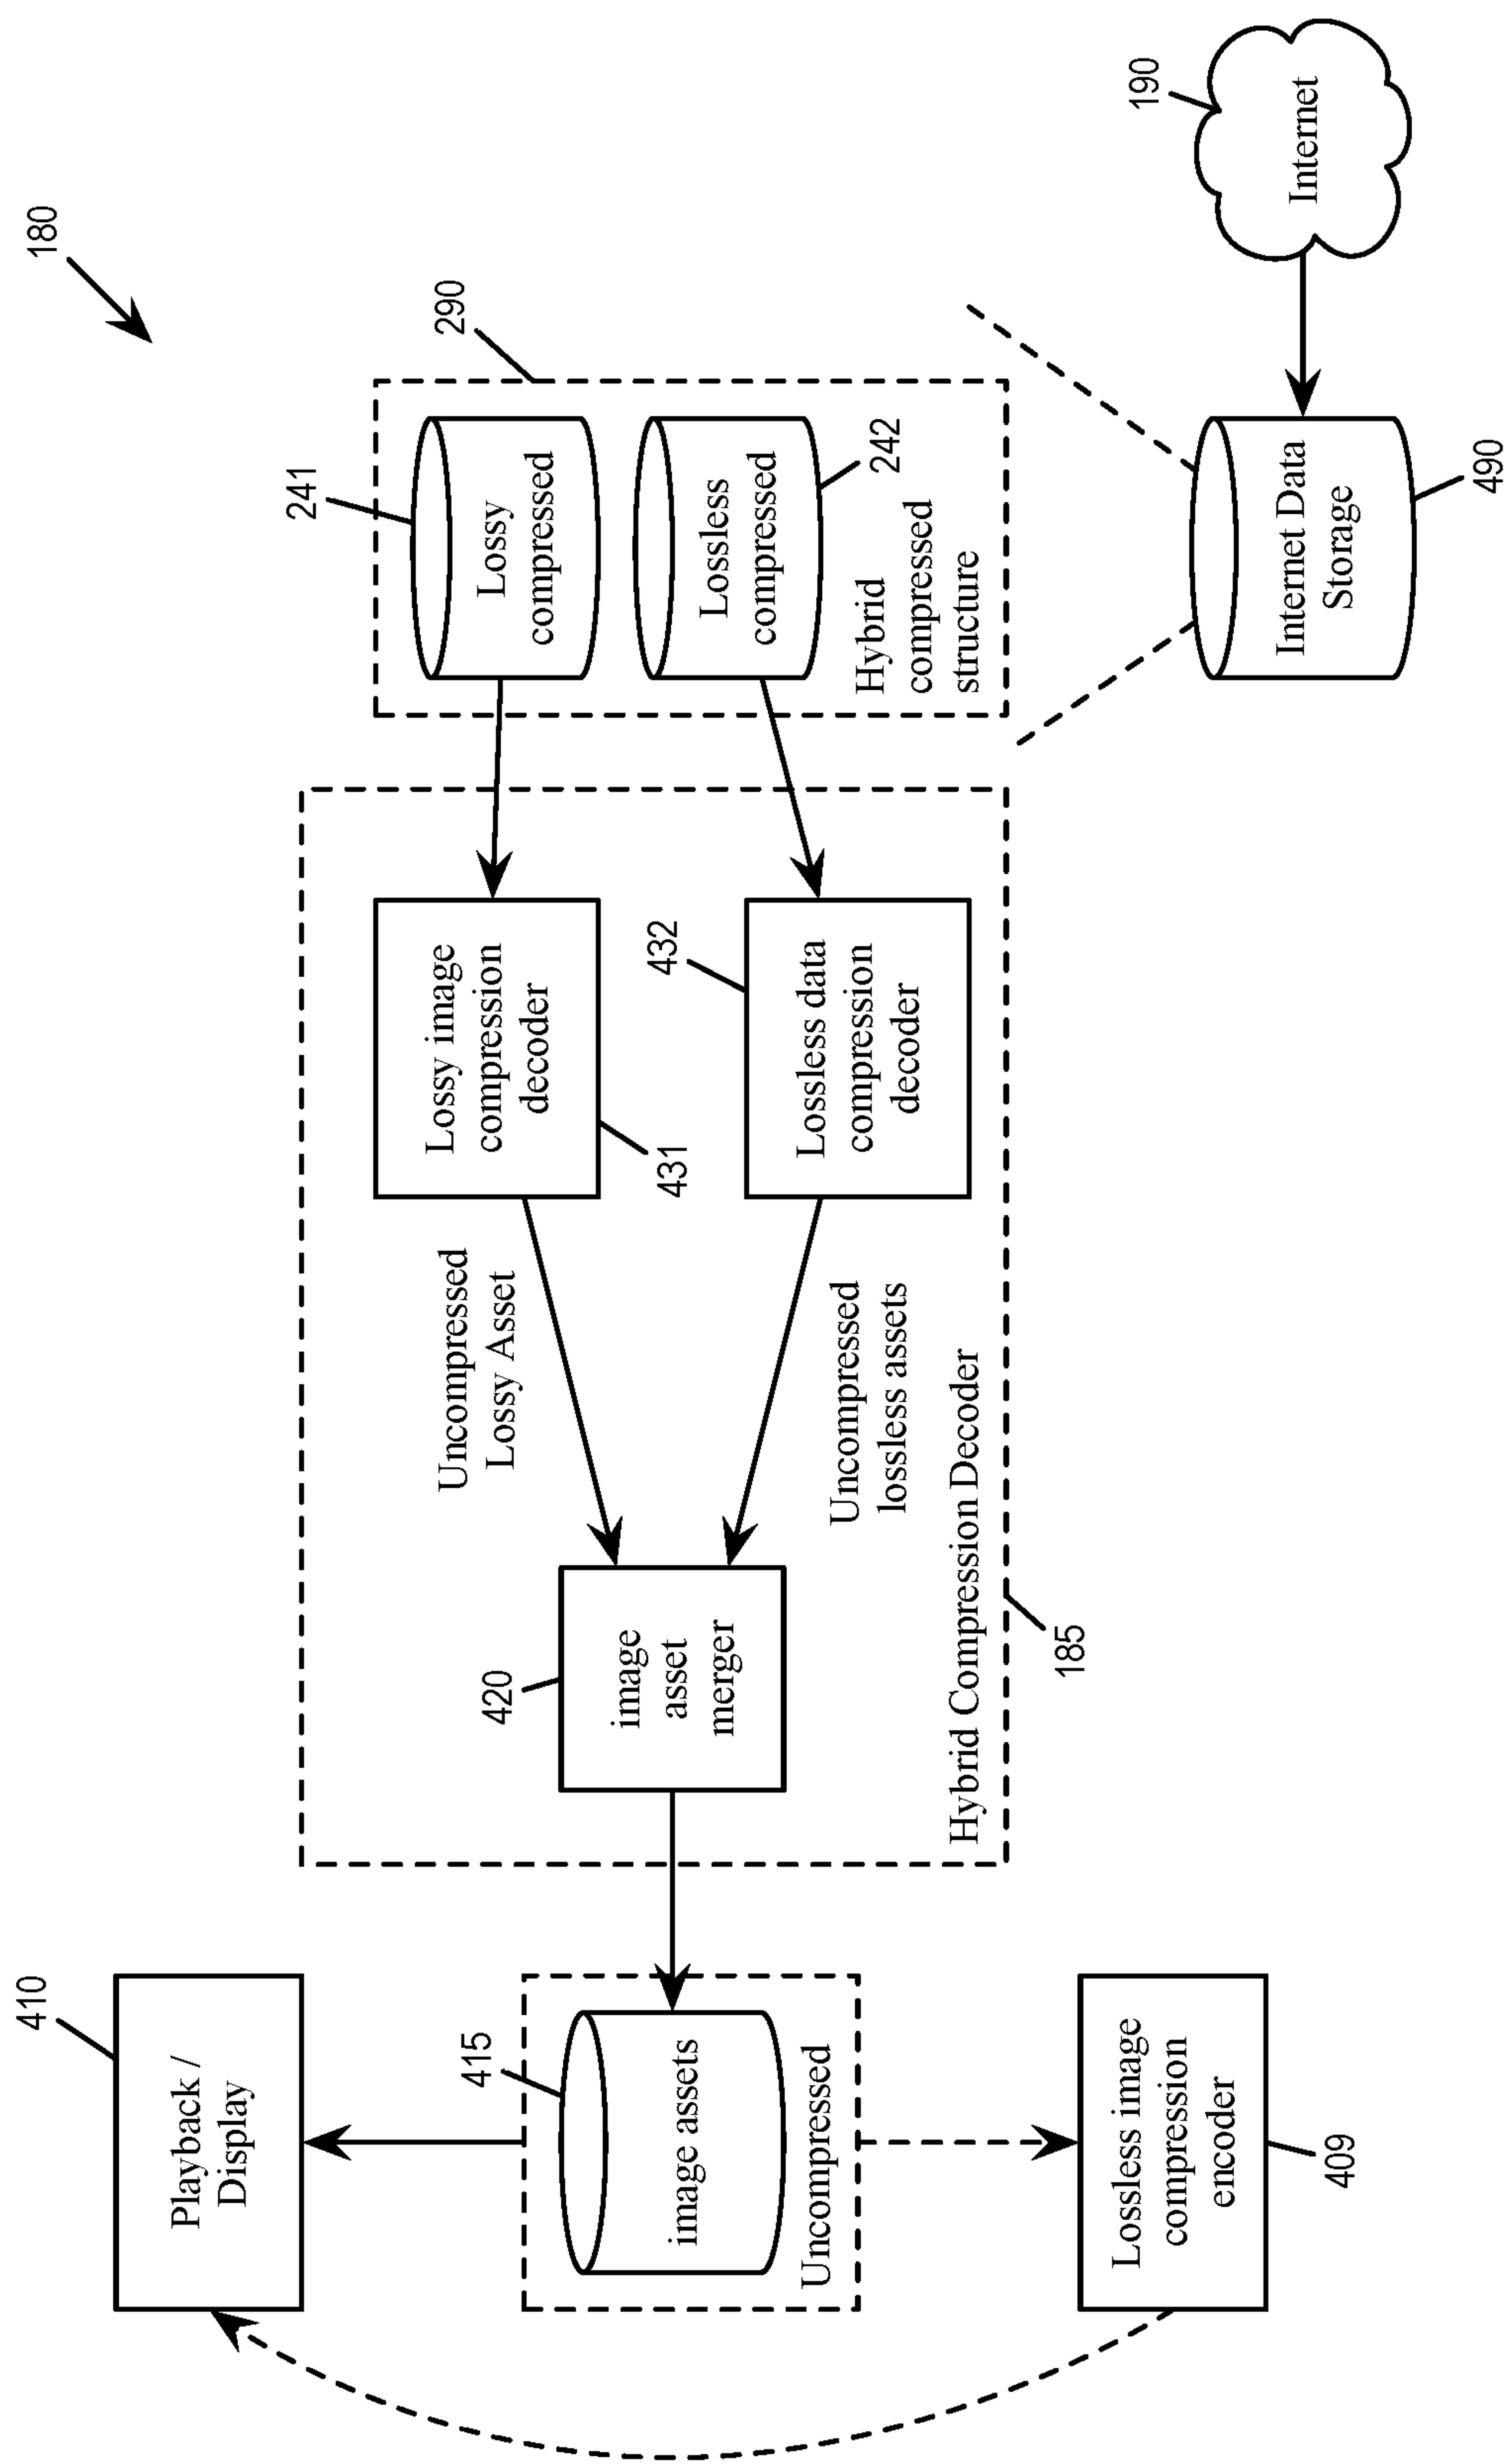 180
410
Playback /
Display
415
image assets
Uncompressed
Lossless image
compression
encoder
409
420
image
asset
merger
Uncompressed
Lossy Asset
Uncompressed
lossless assets
Hybrid Compression Decoder
185
Lossy image
compression
decoder
431
432
Lossless data
compression
decoder
290
241
Lossy
compressed
Lossless
compressed
242
Hybrid
compressed
structure
Internet Data
Storage
490
190
Internet